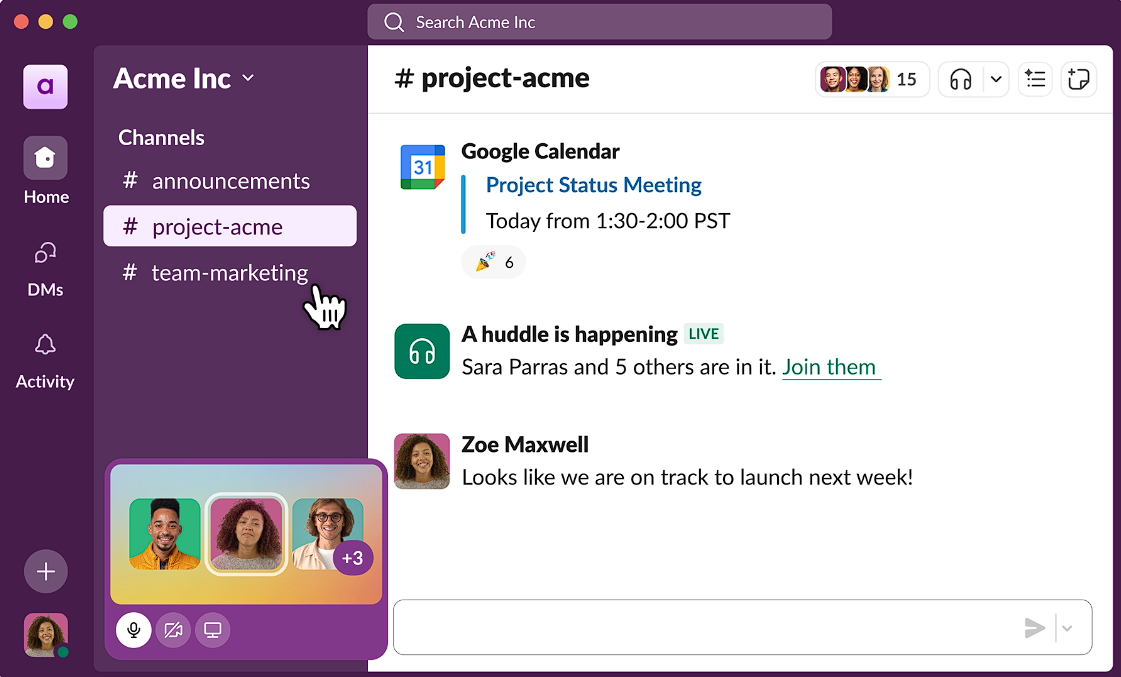 Search Acme Inc
a
Acme Inc
Home
DMs
Activity
Channels
# announcements
# project-acme
# team-marketing
+3
# project-acme
15
31
Google Calendar
Project Status Meeting
Today from 1:30-2:00 PST
6
A huddle is happening LIVE
Sara Parras and 5 others are in it. Join them
Zoe Maxwell
Looks like we are on track to launch next week!